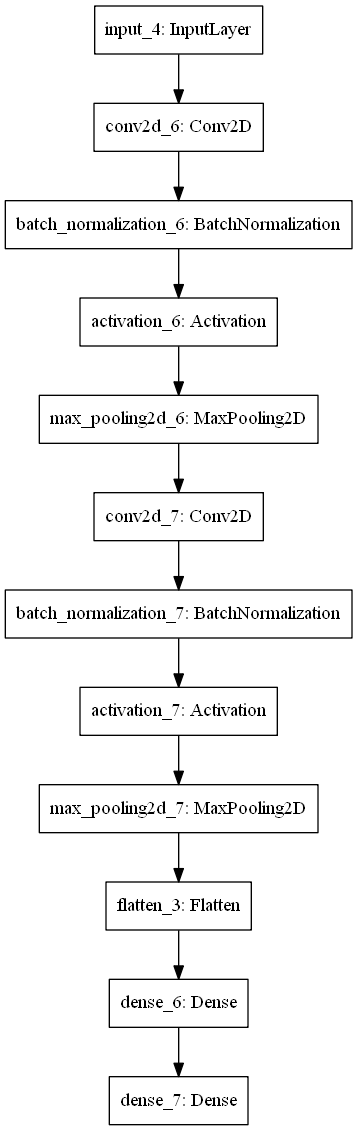 input_4: InputLayer
conv2d_6: Conv2D
batch_normalization_6: BatchNormalization
activation_6: Activation
max_pooling2d_6: MaxPooling2D
conv2d_7: Conv2D
batch_normalization_7: BatchNormalization
activation_7: Activation
max_pooling2d_7: MaxPooling2D
flatten_3: Flatten
dense_6: Dense
dense_7: Dense